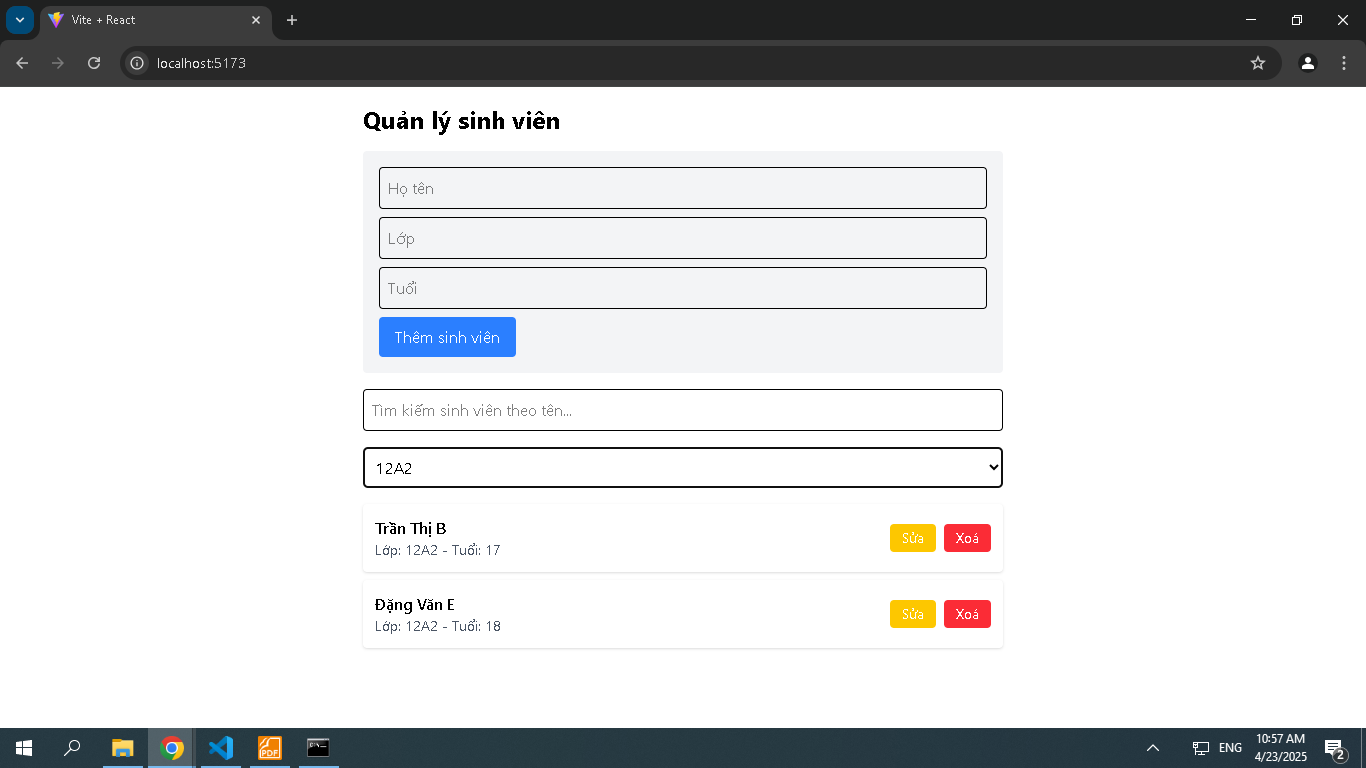 Vite + React
localhost:5173
Quản lý sinh viên
Họ tên
Lớp
Tuổi
Thêm sinh viên
Tìm kiếm sinh viên theo tên...
12A2
Trần Thị B
Lớp: 12A2 - Tuổi: 17
Sửa
Xoá
Đặng Văn E
Lớp: 12A2 - Tuổi: 18
Sửa
Xoá
PDF
ENG
10:57 AM
4/23/2025
2